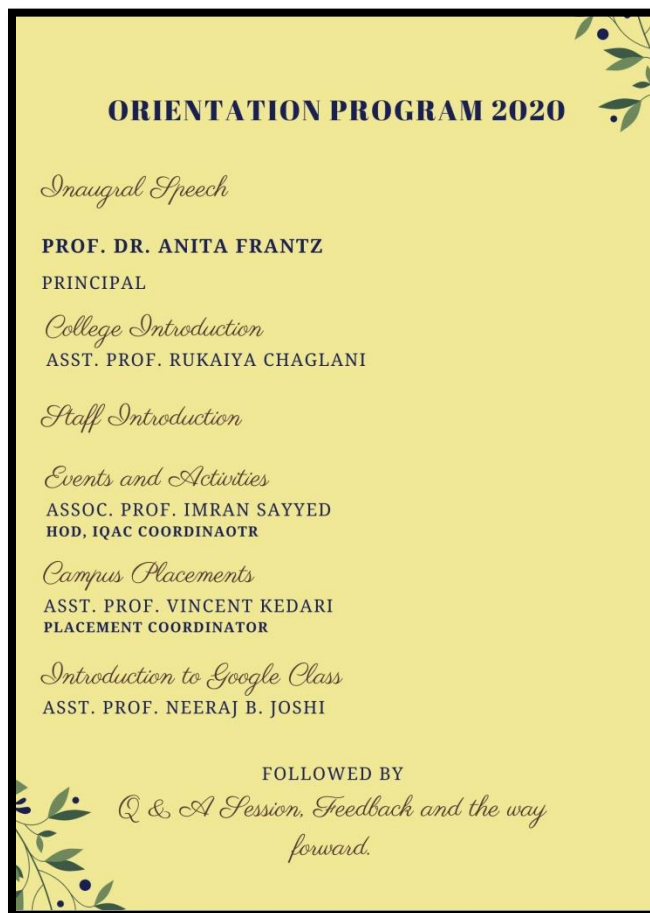 ORIENTATION PROGRAM 2020
Inaugral Speech
PROF. DR. ANITA FRANTZ
PRINCIPAL
College Introduction
ASST. PROF. RUKAIYA CHAGLANI
Staff Introduction
Events and Activities
ASSOC. PROF. IMRAN SAYYED
HOD, IQAC COORDINAOTR
Campus Placements
ASST. PROF. VINCENT KEDARI
PLACEMENT COORDINATOR
Introduction to Google Class
ASST. PROF. NEERAJ B. JOSHI
FOLLOWED BY
Q & A Session, Feedback and the way
forward.